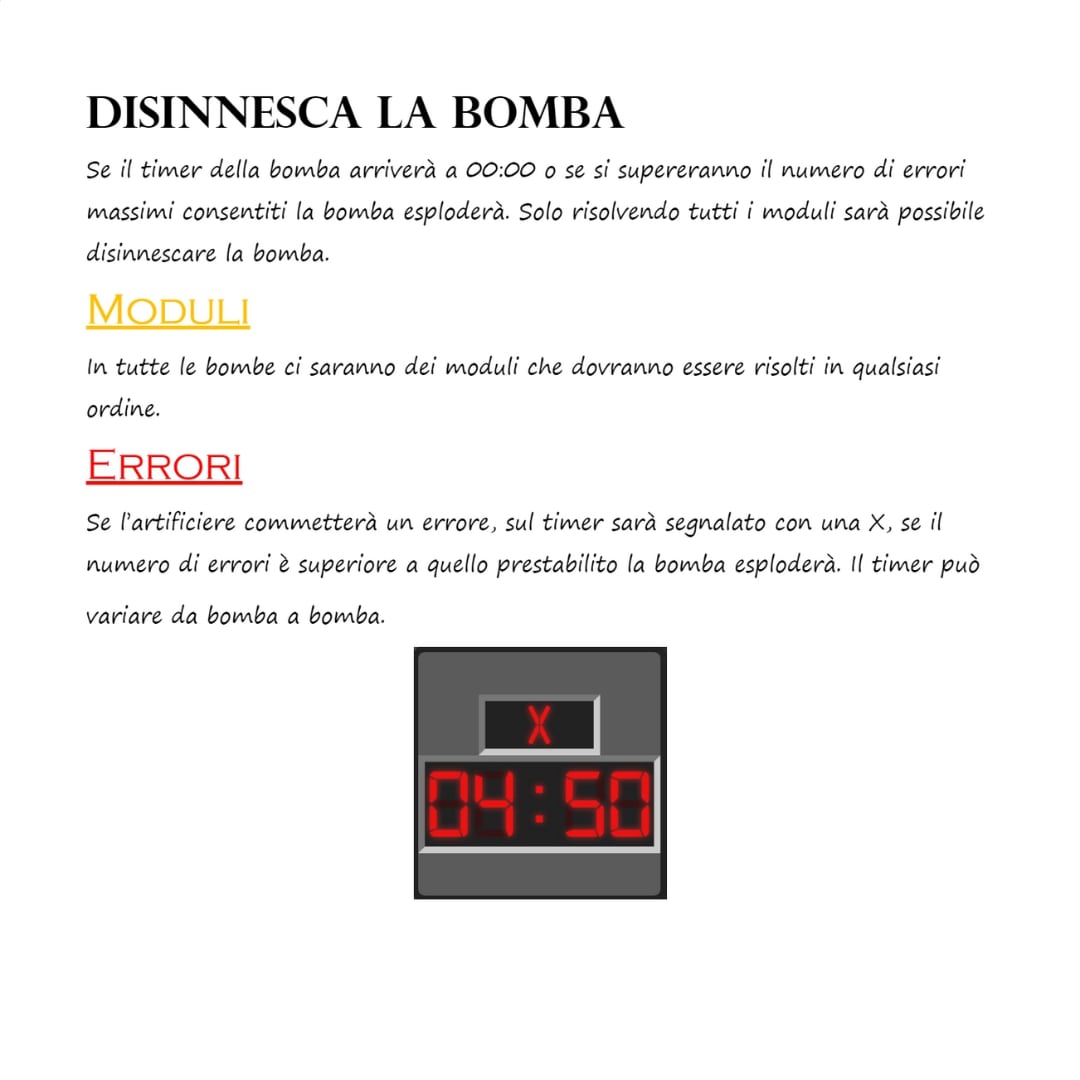 DISINNESCA LA BOMBA
Se il timer della bomba arriverà a 00:00 o se si supereranno il numero di errori
massimi consentiti la bomba esploderà. Solo risolvendo tutti i moduli sarà possibile
disinnescare la bomba.
MODULI
In tutte le bombe ci saranno dei moduli che dovranno essere risolti in qualsiasi
ordine.
ERRORI
Se l’artificiere commetterà un errore, sul timer sarà segnalato con una X, se il
numero di errori è superiore a quello prestabilito la bomba esploderà. Il timer può
variare da bomba a bomba.
X
04:50